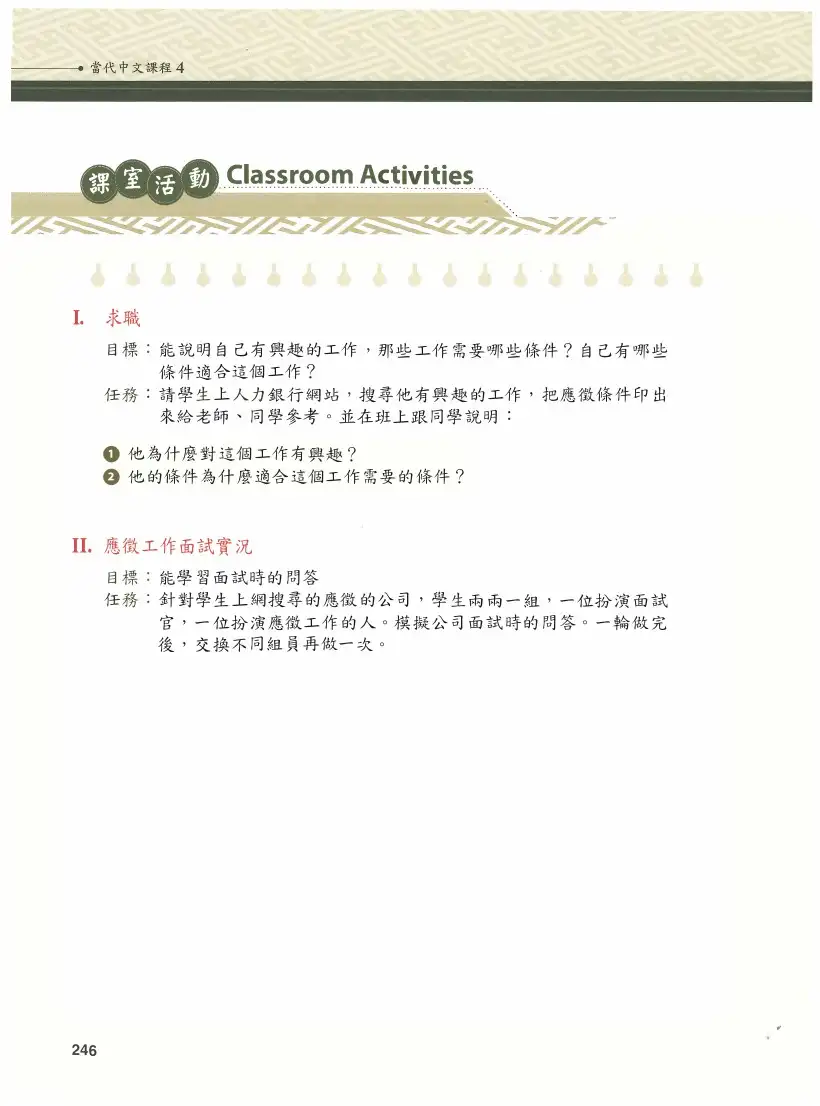 當代中文課程 4
課室活動 Classroom Activities
I. 求職
目標：能說明自己有興趣的工作，那些工作需要哪些條件？自己有哪些
條件適合這個工作？
任務：請學生上人力銀行網站，搜尋他有興趣的工作，把應徵條件印出
來給老師、同學參考。並在班上跟同學說明：
1 他為什麼對這個工作有興趣？
2 他的條件為什麼適合這個工作需要的條件？
II. 應徵工作面試實況
目標：能學習面試時的問答
任務：針對學生上網搜尋的應徵的公司，學生兩兩一組，一位扮演面試
官，一位扮演應徵工作的人。模擬公司面試時的問答。一輪做完
後，交換不同組員再做一次。
246